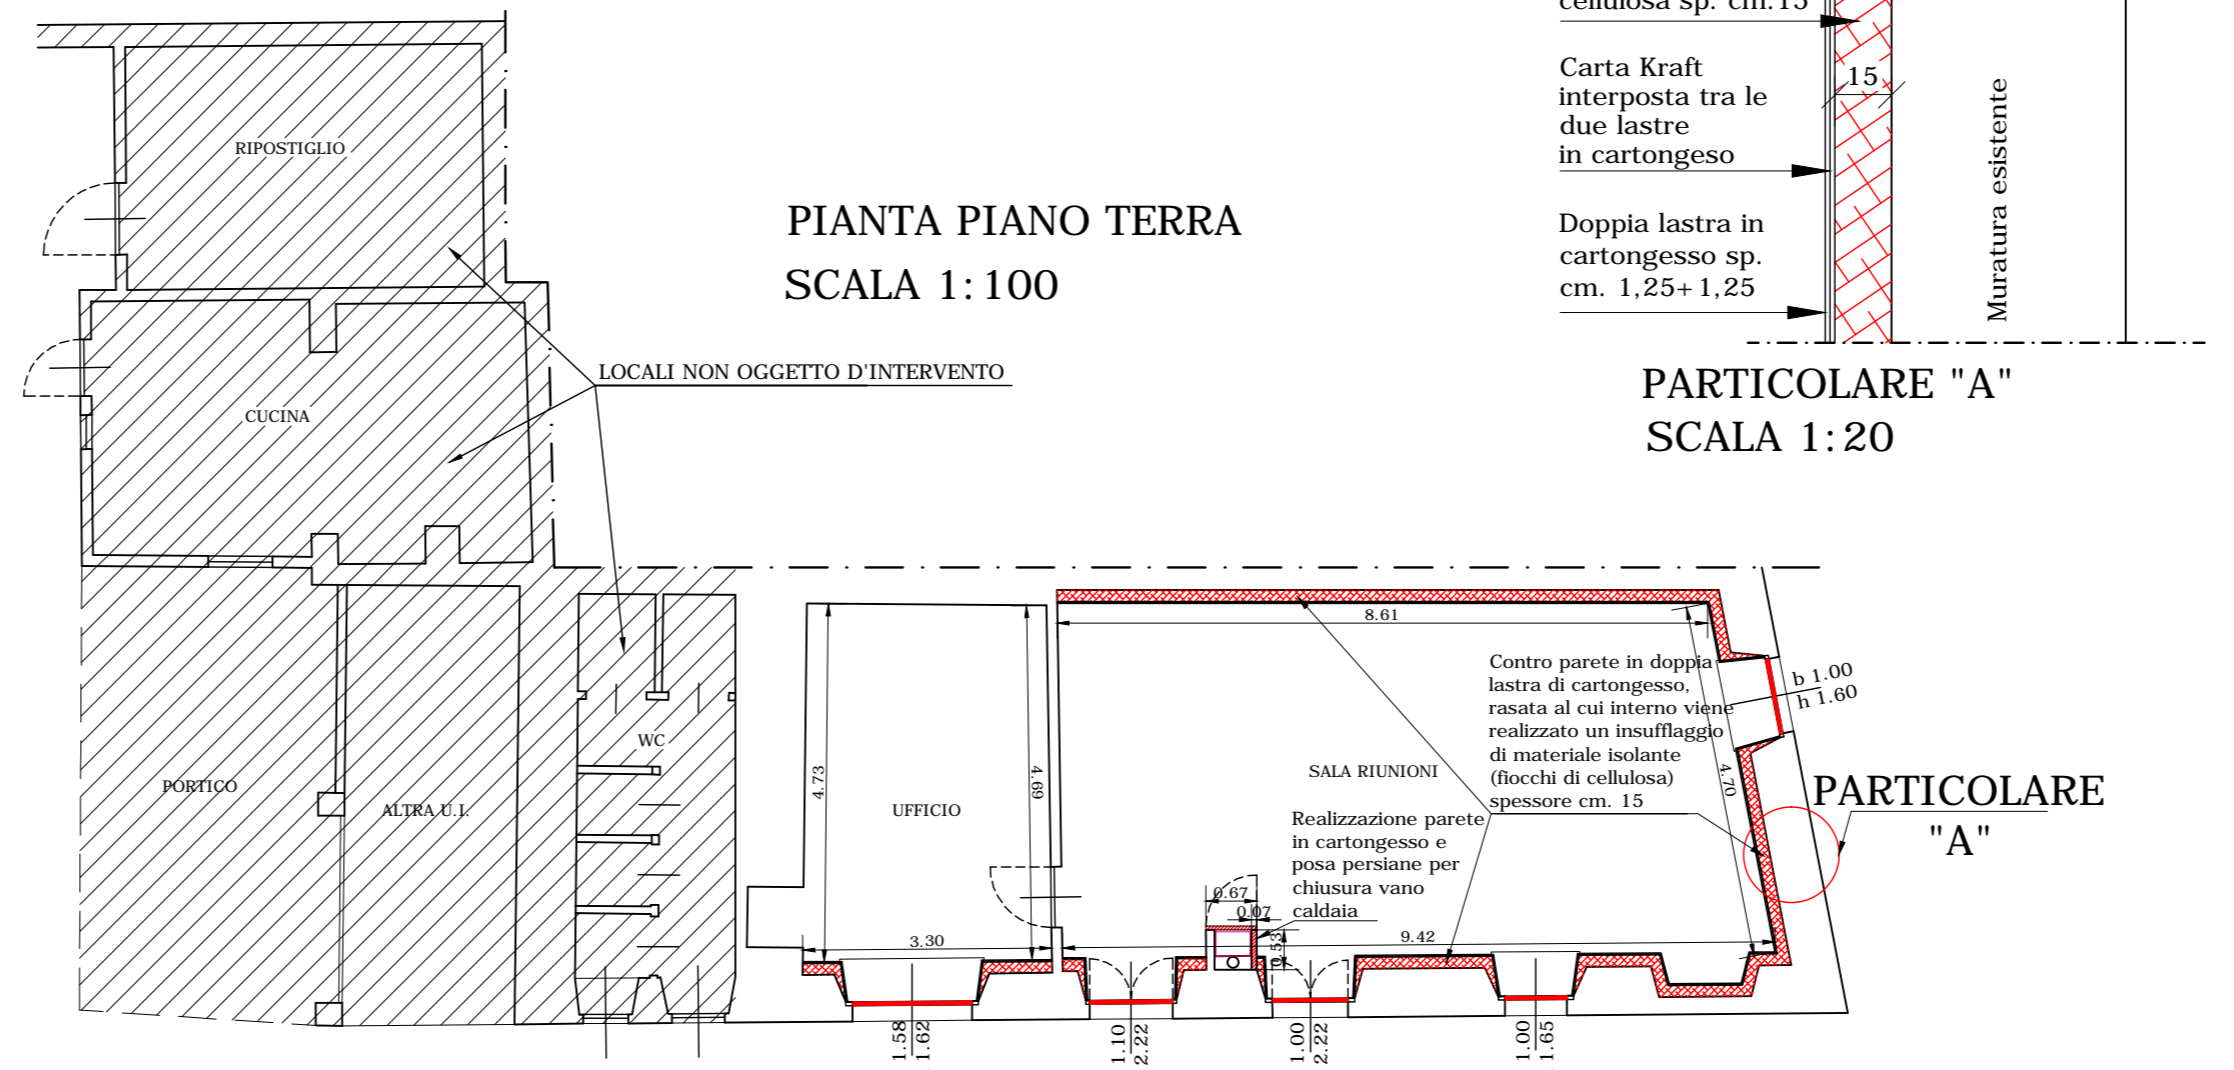 RIPOSTIGLIO
CUCINA
PORTICO
ALTRA U.I.
WC
PIANTA PIANO TERRA
SCALA 1:100
LOCALI NON OGGETTO D'INTERVENTO
UFFICIO
4.73
4.69
3.30
8.61
SALA RIUNIONI
Contro parete in doppia
lastra di cartongesso,
rasata al cui interno viene
realizzato un insufflaggio
di materiale isolante
(fiocchi di cellulosa)
spessore cm. 15
Realizzazione parete
in cartongesso e
posa persiane per
chiusura vano
caldaia
0.67
0.07
0.53
9.42
4.70
b 1.00
h 1.60
1.58
1.62
1.10
2.22
1.00
2.22
1.00
1.65
PARTICOLARE
"A"
cellulosa sp. cm.15
Carta Kraft
interposta tra le
due lastre
in cartongeso
Doppia lastra in
cartongesso sp.
cm. 1,25+1,25
15
Muratura esistente
PARTICOLARE "A"
SCALA 1:20